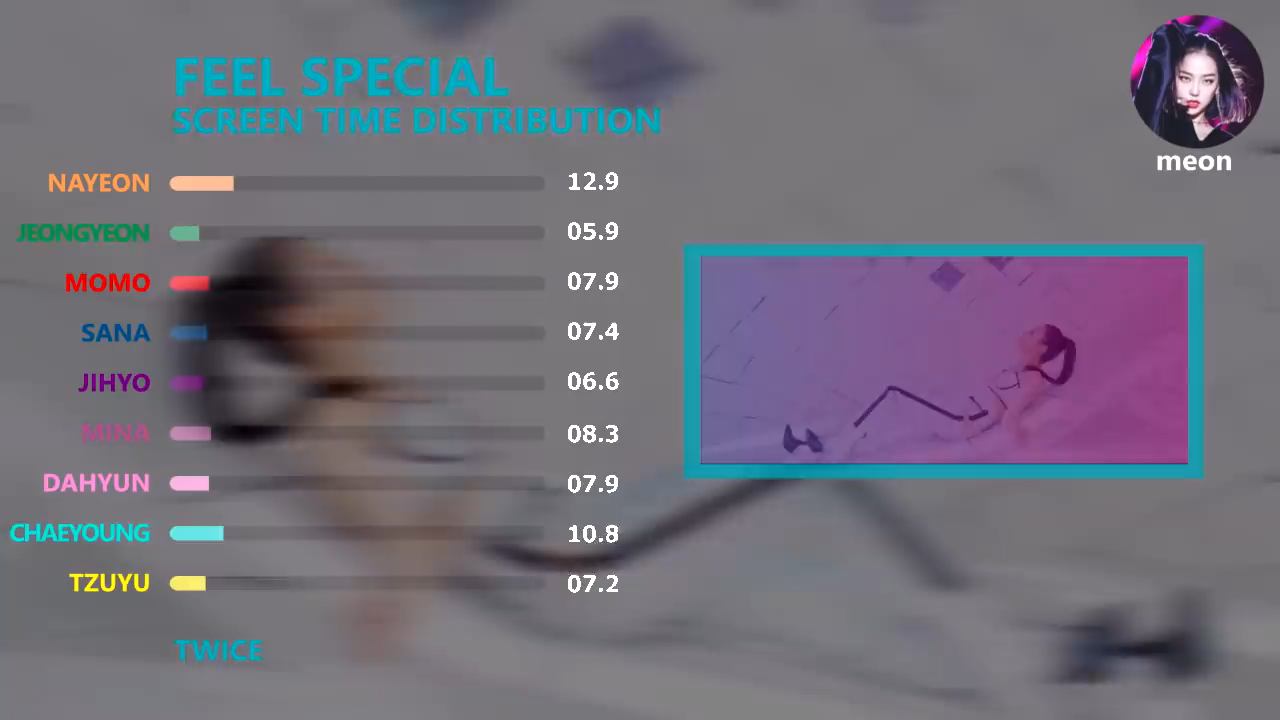 FEEL SPECIAL
SCREEN TIME DISTRIBUTION
meon
NAYEON 12.9
JEONGYEON 05.9
MOMO 07.9
SANA 07.4
JIHYO 06.6
MINA 08.3
DAHYUN 07.9
CHAEYOUNG 10.8
TZUYU 07.2
TWICE